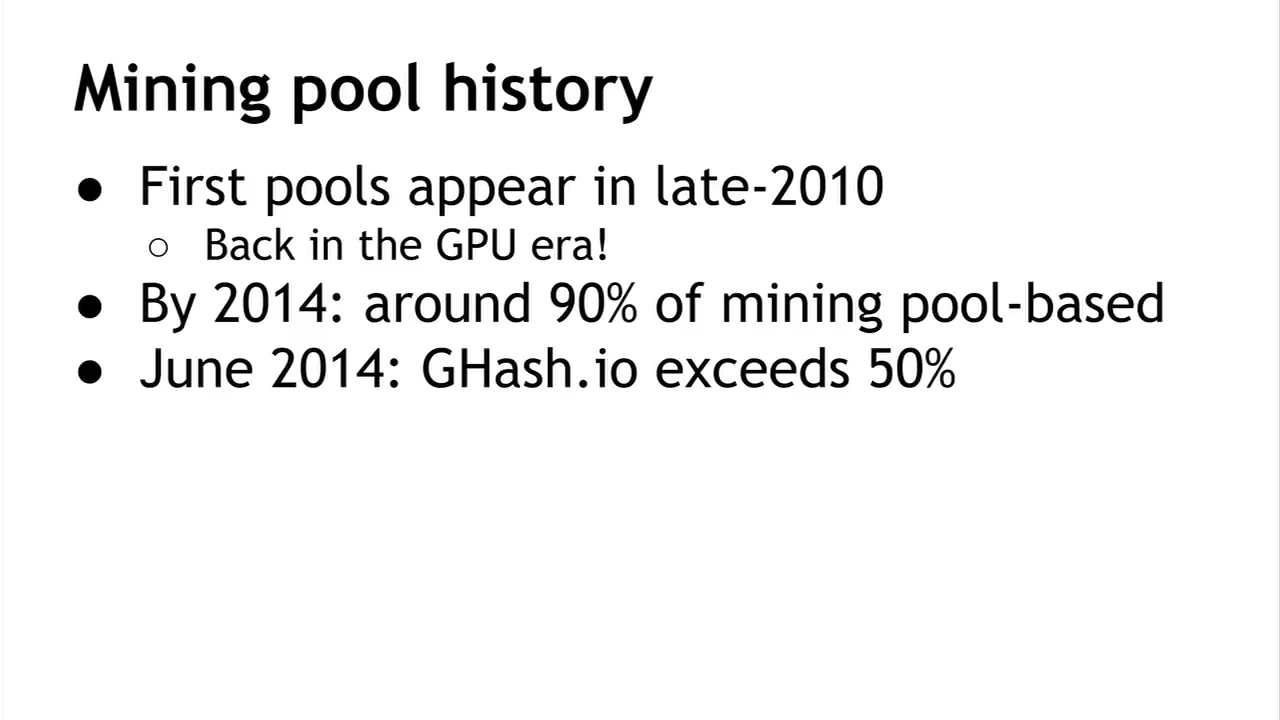 Mining pool history
● First pools appear in late-2010
○ Back in the GPU era!
● By 2014: around 90% of mining pool-based
● June 2014: GHash.io exceeds 50%